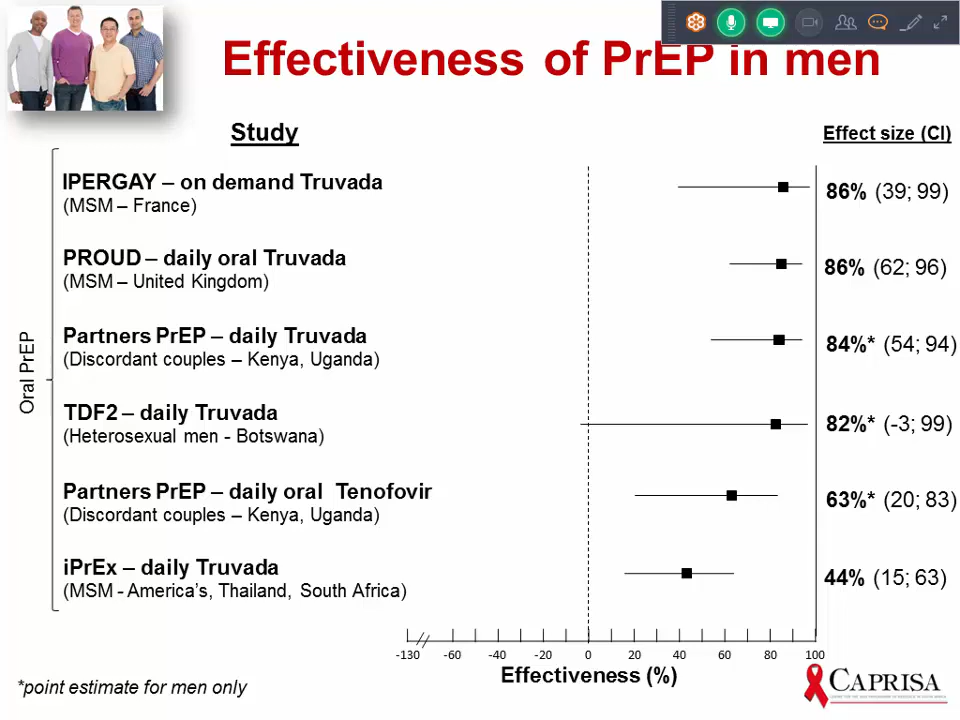 Effectiveness of PrEP in men
Study
Effect size (CI)
Oral PrEP
IPERGAY – on demand Truvada
(MSM – France)
86% (39; 99)
PROUD – daily oral Truvada
(MSM – United Kingdom)
86% (62; 96)
Partners PrEP – daily Truvada
(Discordant couples – Kenya, Uganda)
84%* (54; 94)
TDF2 – daily Truvada
(Heterosexual men - Botswana)
82%* (-3; 99)
Partners PrEP – daily oral Tenofovir
(Discordant couples – Kenya, Uganda)
63%* (20; 83)
iPrEx – daily Truvada
(MSM - America's, Thailand, South Africa)
44% (15; 63)
-130 -60 -40 -20 0 20 40 60 80 100
Effectiveness (%)
*point estimate for men only
CAPRISA